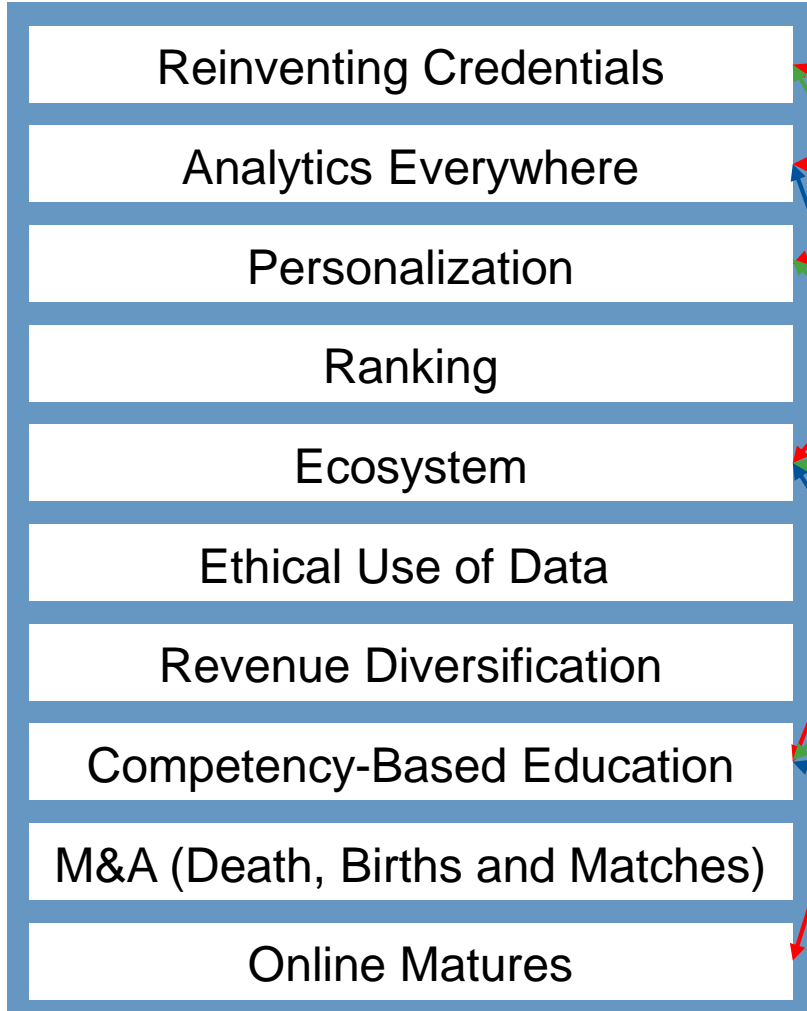 Reinventing Credentials
Analytics Everywhere
Personalization
Ranking
Ecosystem
Ethical Use of Data
Revenue Diversification
Competency-Based Education
M&A (Death, Births and Matches)
Online Matures